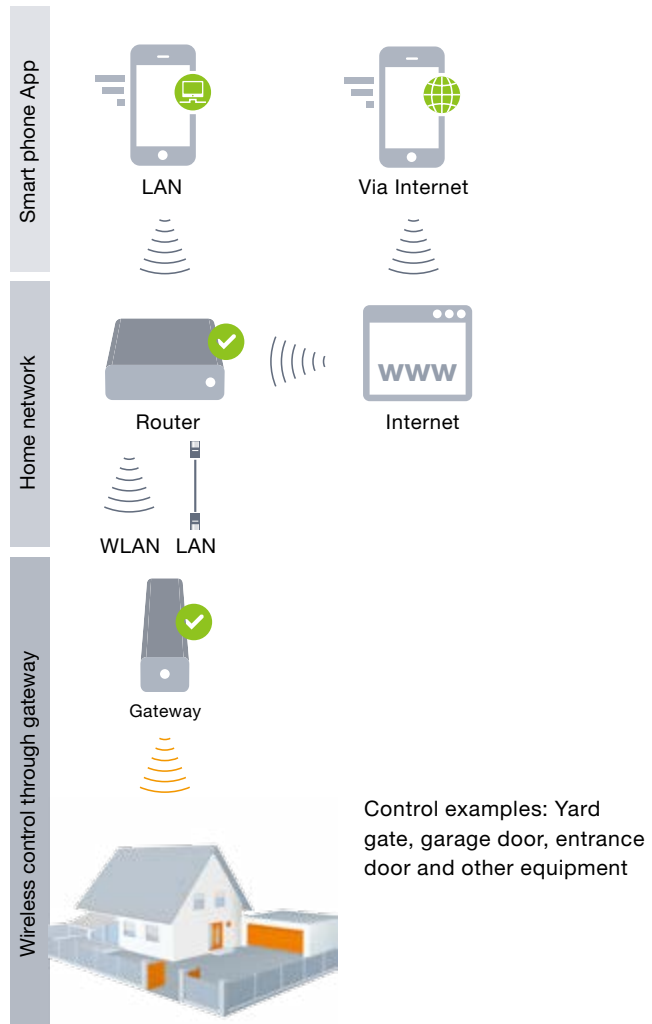 Smart phone App
LAN
Via Internet
Home network
www
Router
Internet
WLAN LAN
Wireless control through gateway
Gateway
Control examples: Yard
gate, garage door, entrance
door and other equipment